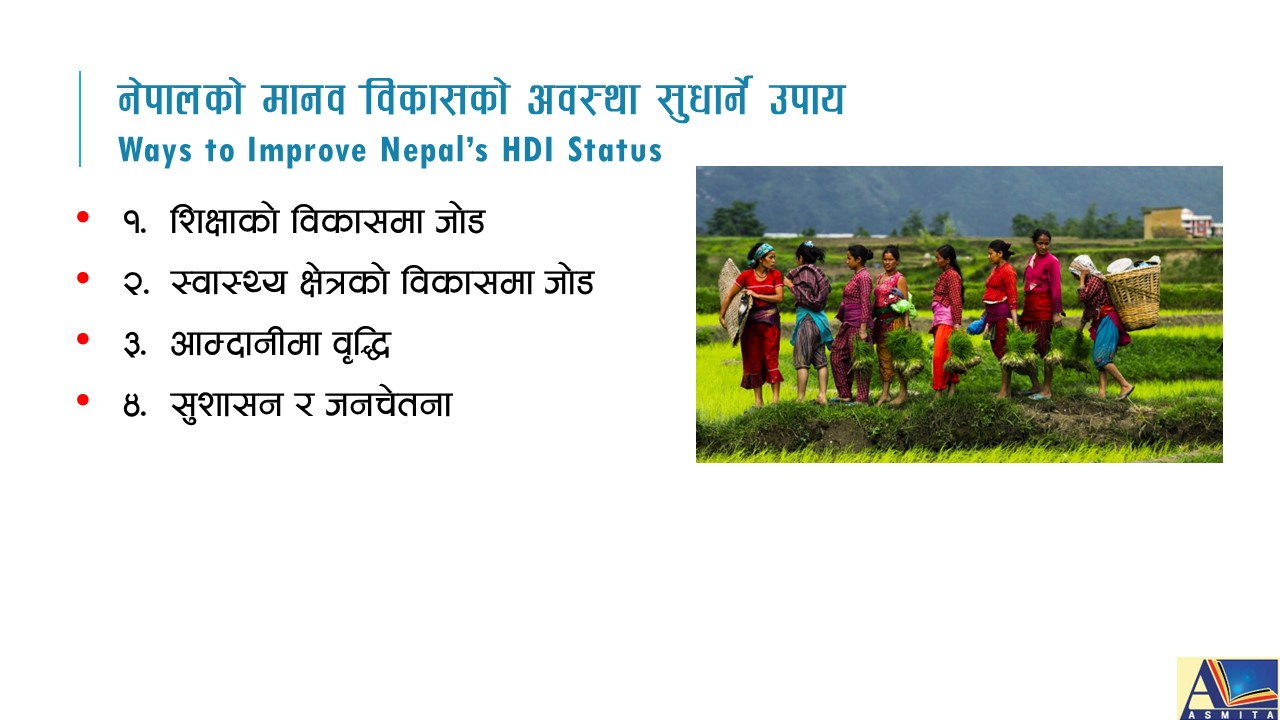 नेपालको मानव विकासको अवस्था सुधार्ने उपाय
Ways to Improve Nepal's HDI Status
• १. शिक्षाको विकासमा जोड
• २. स्वास्थ्य क्षेत्रको विकासमा जोड
• ३. आम्दानीमा वृद्धि
• ४. सुशासन र जनचेतना
ASMITA